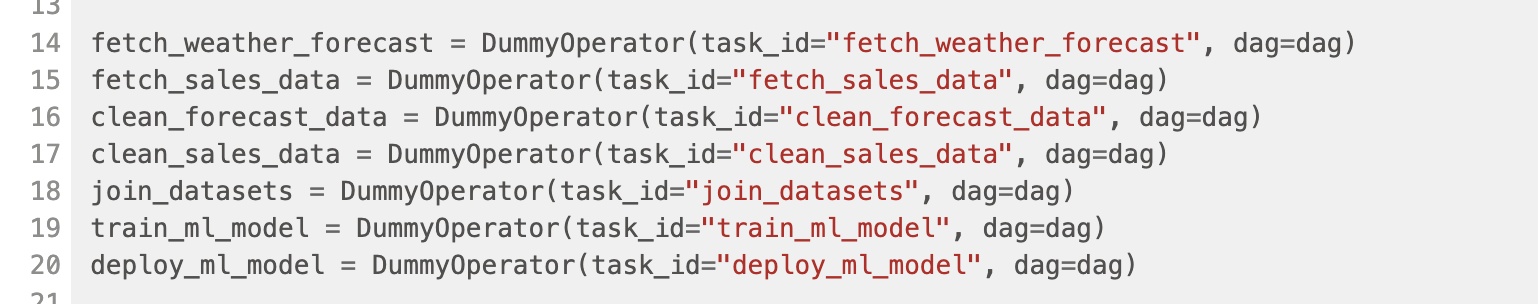 13
14 fetch_weather_forecast = DummyOperator(task_id="fetch_weather_forecast", dag=dag)
15 fetch_sales_data = DummyOperator(task_id="fetch_sales_data", dag=dag)
16 clean_forecast_data = DummyOperator(task_id="clean_forecast_data", dag=dag)
17 clean_sales_data = DummyOperator(task_id="clean_sales_data", dag=dag)
18 join_datasets = DummyOperator(task_id="join_datasets", dag=dag)
19 train_ml_model = DummyOperator(task_id="train_ml_model", dag=dag)
20 deploy_ml_model = DummyOperator(task_id="deploy_ml_model", dag=dag)
21